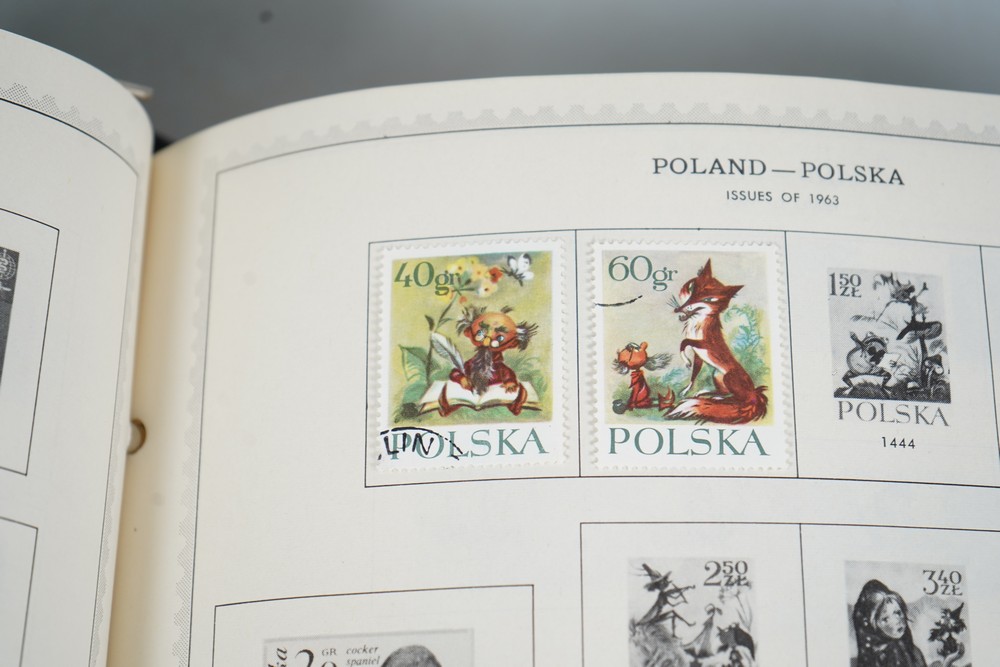 POLAND — POLSKA
ISSUES OF 1963
40gr
POLSKA
LIN
60gr
POLSKA
1 50 ZŁ
POLSKA
1444
2 50 ZŁ
3 40 ZŁ
GR
cocker
spaniel